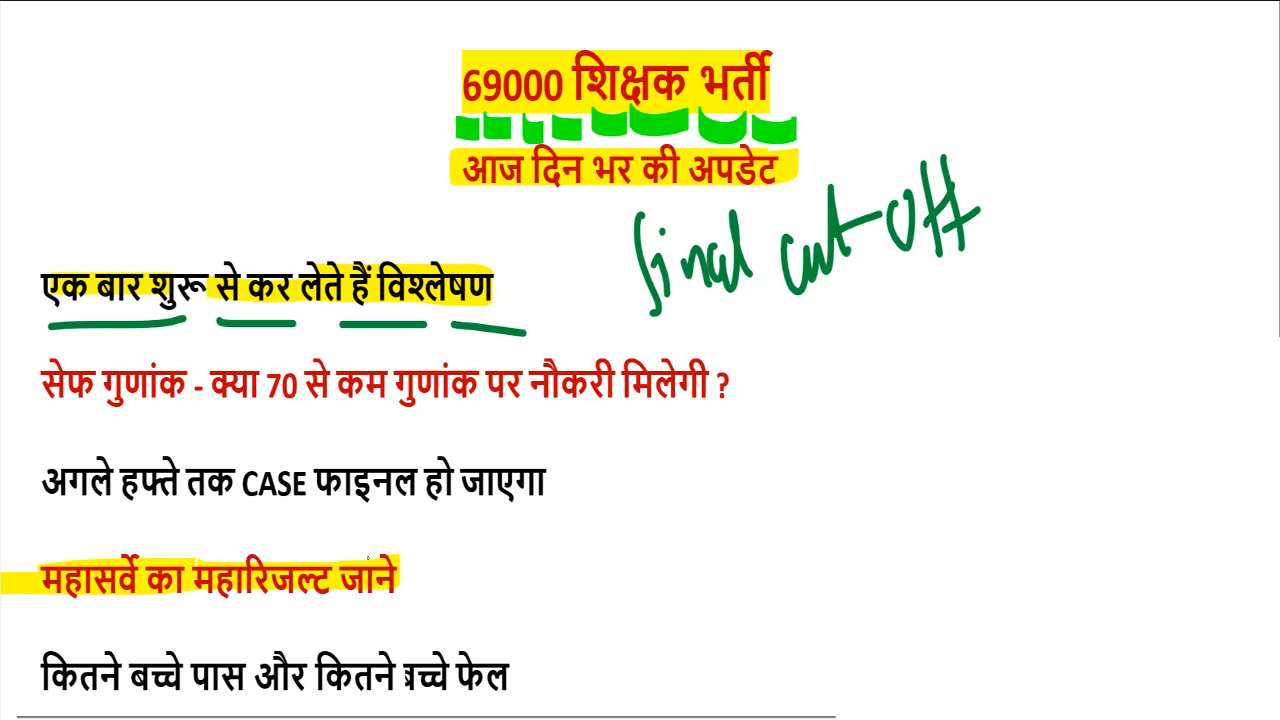 69000 शिक्षक भर्ती
आज दिन भर की अपडेट
final cut-off
एक बार शुरू से कर लेते हैं विश्लेषण
सेफ गुणांक - क्या 70 से कम गुणांक पर नौकरी मिलेगी ?
अगले हफ्ते तक CASE फाइनल हो जाएगा
महासर्वे का महारिजल्ट जाने
कितने बच्चे पास और कितने बच्चे फेल